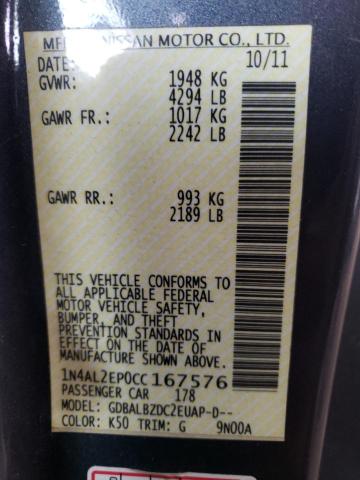 MFD NISSAN MOTOR CO., LTD.
DATE: 10/11
GVWR: 1948 KG
4294 LB
GAWR FR.: 1017 KG
2242 LB
GAWR RR.: 993 KG
2189 LB
THIS VEHICLE CONFORMS TO
ALL APPLICABLE FEDERAL
MOTOR VEHICLE SAFETY,
BUMPER, AND THEFT
PREVENTION STANDARDS IN
EFFECT ON THE DATE OF
MANUFACTURE SHOWN ABOVE.
1N4AL2EP0CC167576
PASSENGER CAR 178
MODEL: GDBALBZDC2EUAP-D--
COLOR: K50 TRIM: G 9N00A